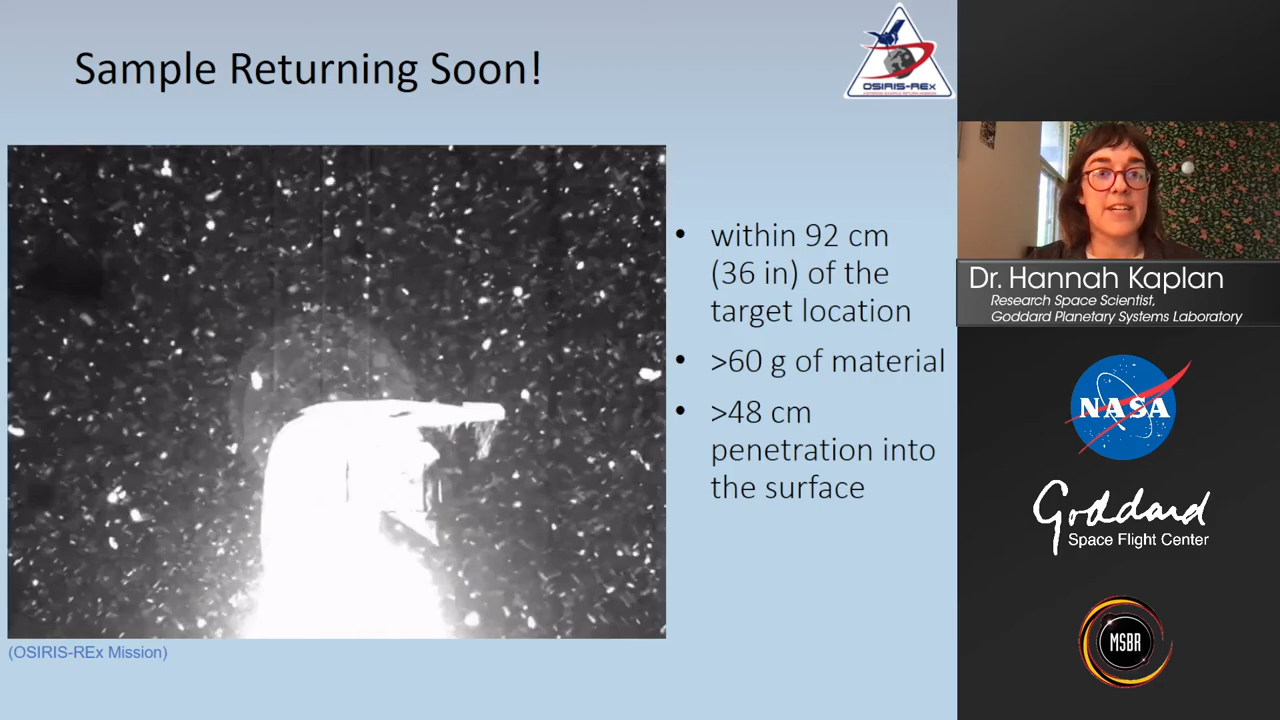 Sample Returning Soon!
OSIRIS-REx
within 92 cm
(36 in) of the
target location
>60 g of material
>48 cm
penetration into
the surface
(OSIRIS-REx Mission)
Dr. Hannah Kaplan
Research Space Scientist,
Goddard Planetary Systems Laboratory
NASA
Goddard
Space Flight Center
MSBR